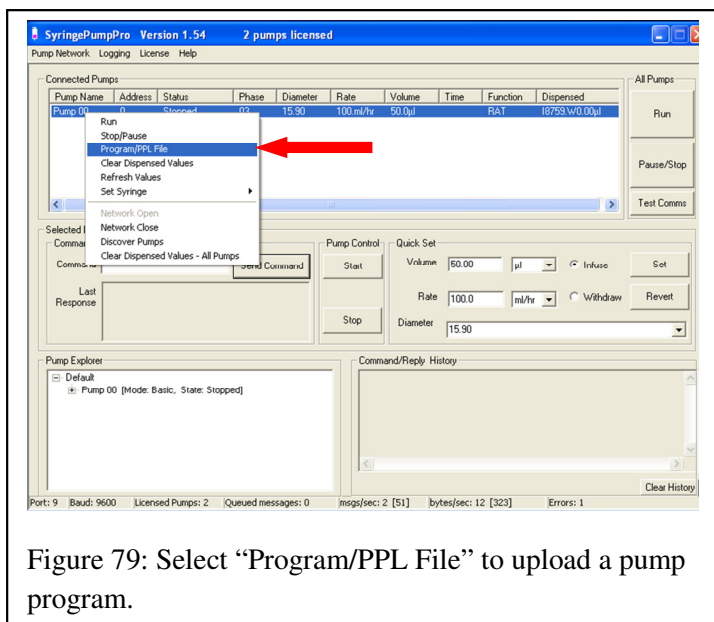 SyringePumpPro Version 1.54 2 pumps licensed
Pump Network Logging License Help
Connected Pumps
All Pumps
Pump Name Address Status Phase Diameter Rate Volume Time Function Dispensed
Pump 00 0 Stopped 03 15.90 100.ml/hr 50.0µl RAT I8759.W0.00µl
Run
Run
Stop/Pause
Program/PPL File
Clear Dispensed Values
Pause/Stop
Refresh Values
Set Syringe
Test Comms
Network Open
Network Close
Discover Pumps
Clear Dispensed Values - All Pumps
Selected
Command
Send Command
Last
Response
Pump Control
Start
Stop
Quick Set
Volume 50.00 µl Infuse Set
Rate 100.0 ml/hr Withdraw Revert
Diameter 15.90
Pump Explorer
Default
Pump 00 [Mode: Basic, State: Stopped]
Command/Reply History
Clear History
Port: 9 Baud: 9600 Licensed Pumps: 2 Queued messages: 0 msgs/sec: 2 [51] bytes/sec: 12 [323] Errors: 1
Figure 79: Select “Program/PPL File” to upload a pump
program.